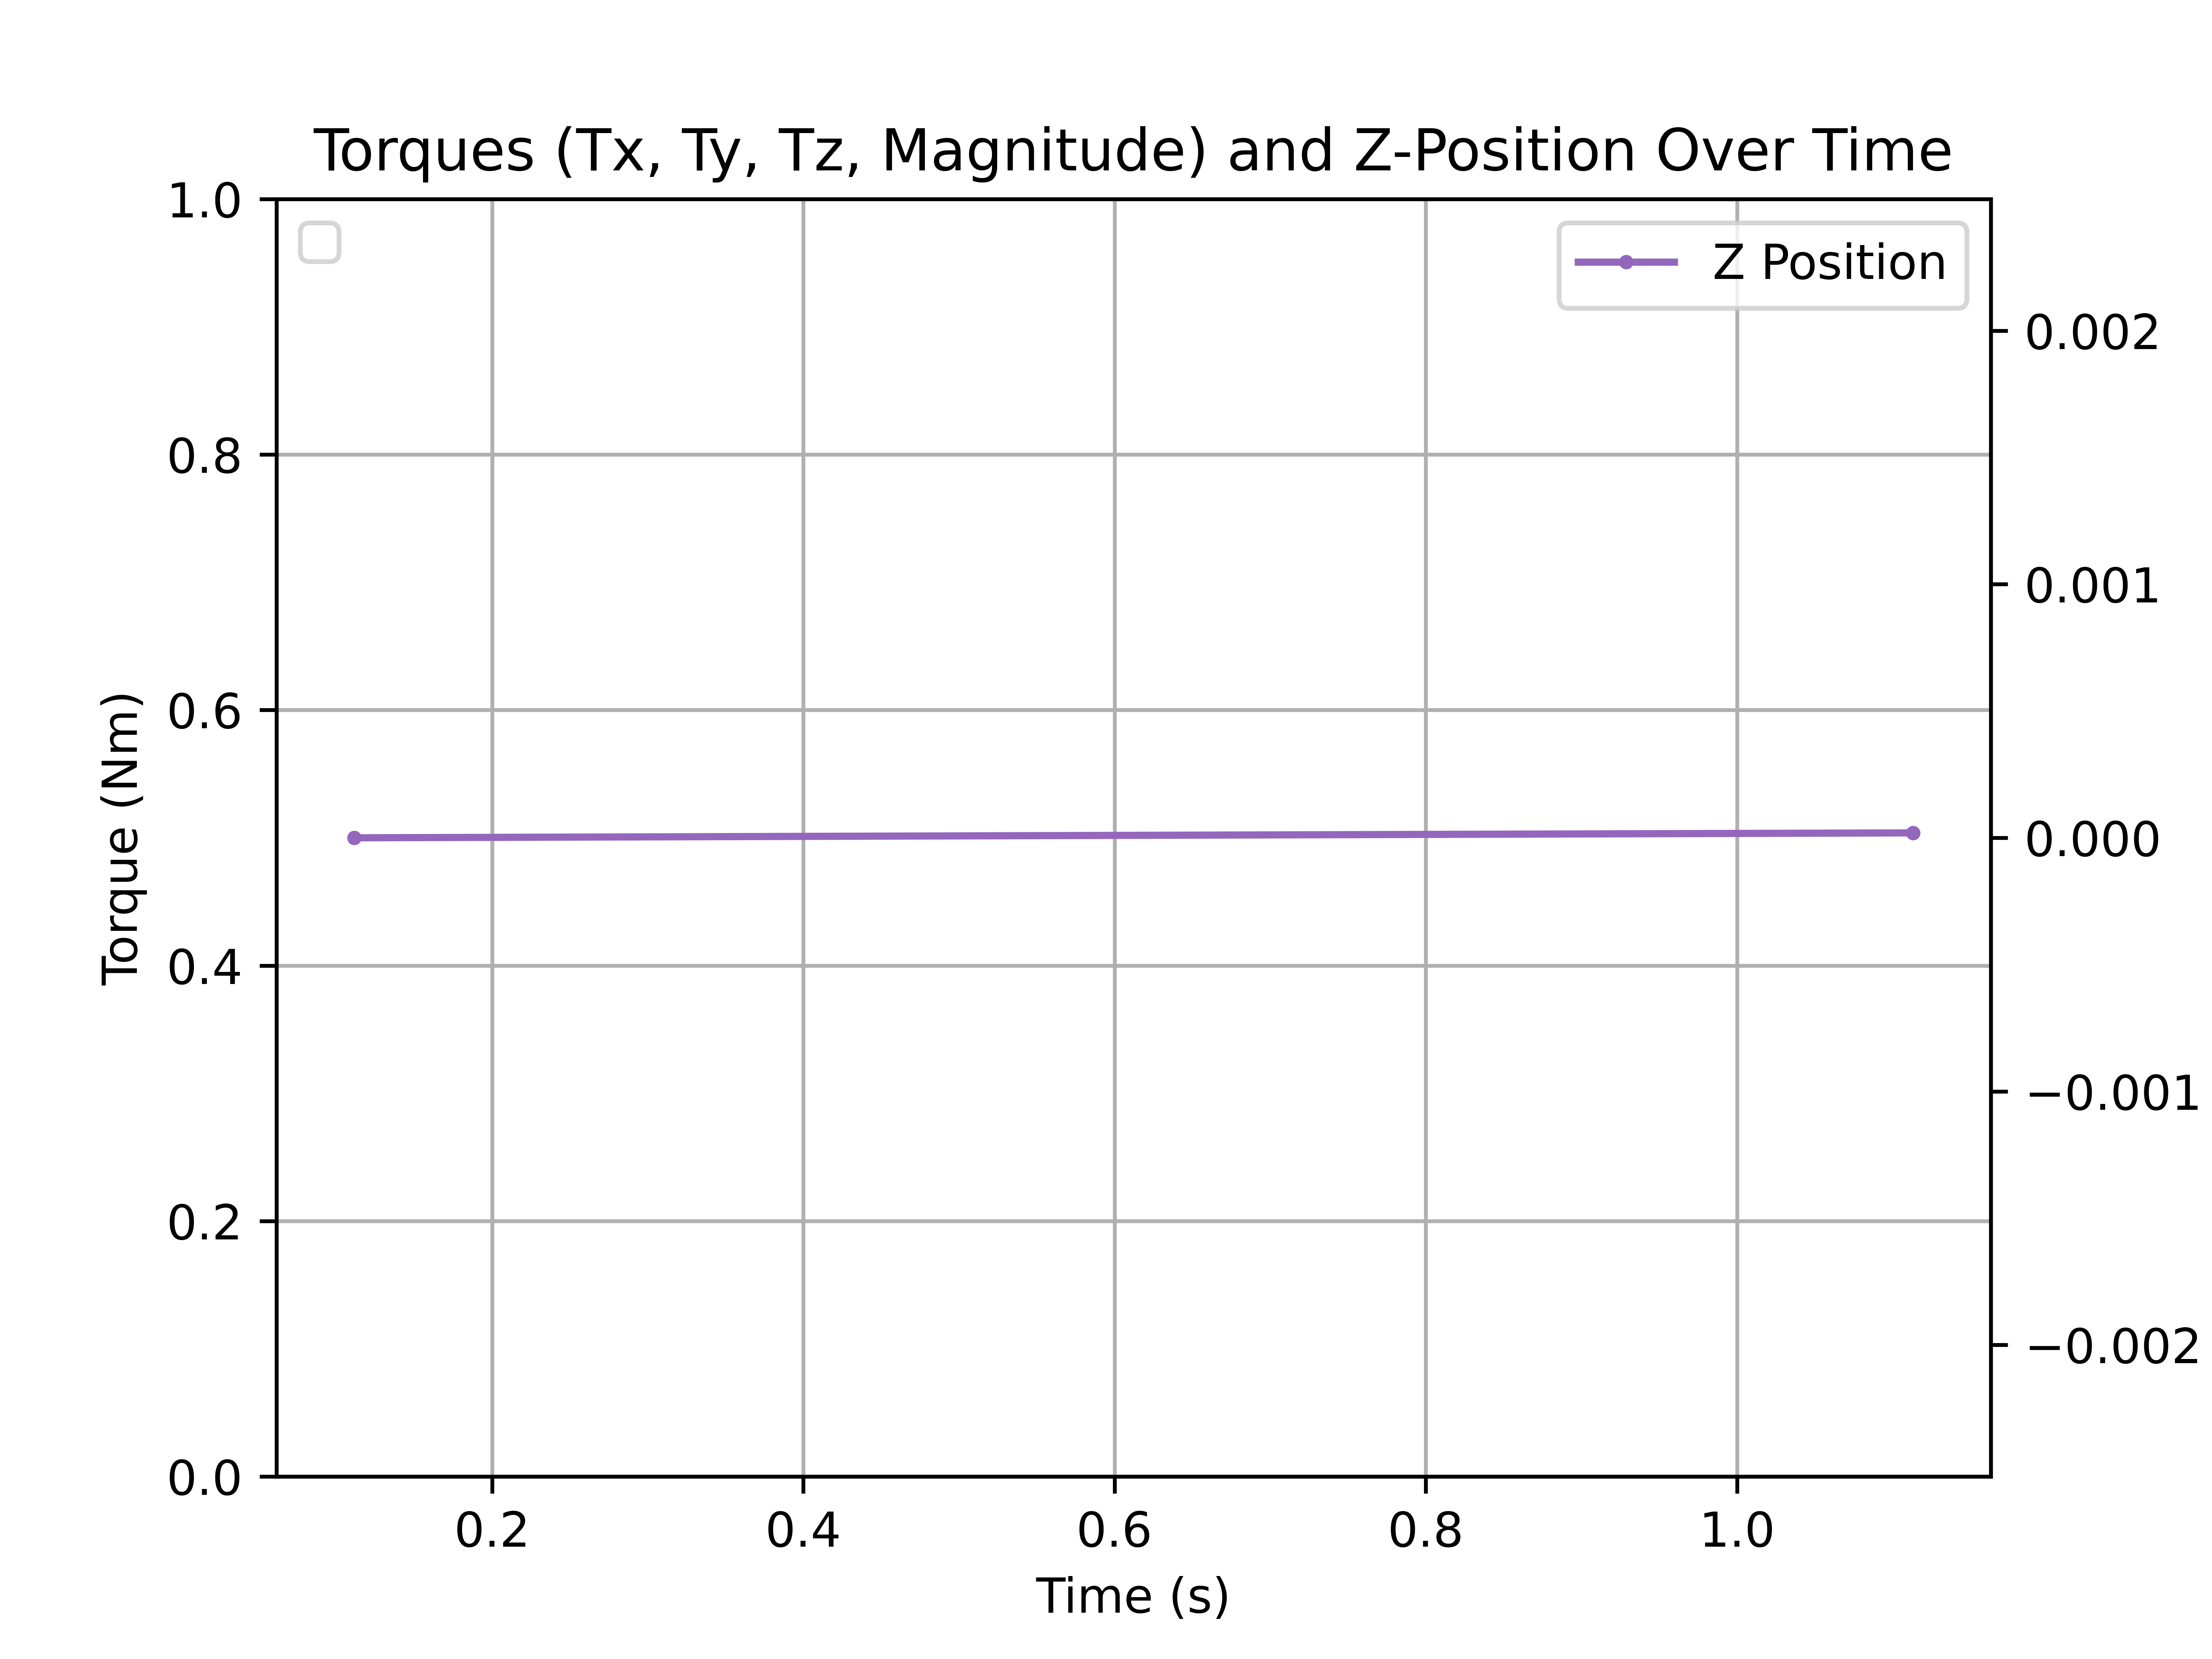 Torques (Tx, Ty, Tz, Magnitude) and Z-Position Over Time
Z Position
Torque (Nm)
1.0
0.8
0.6
0.4
0.2
0.0
0.002
0.001
0.000
−0.001
−0.002
0.2 0.4 0.6 0.8 1.0
Time (s)